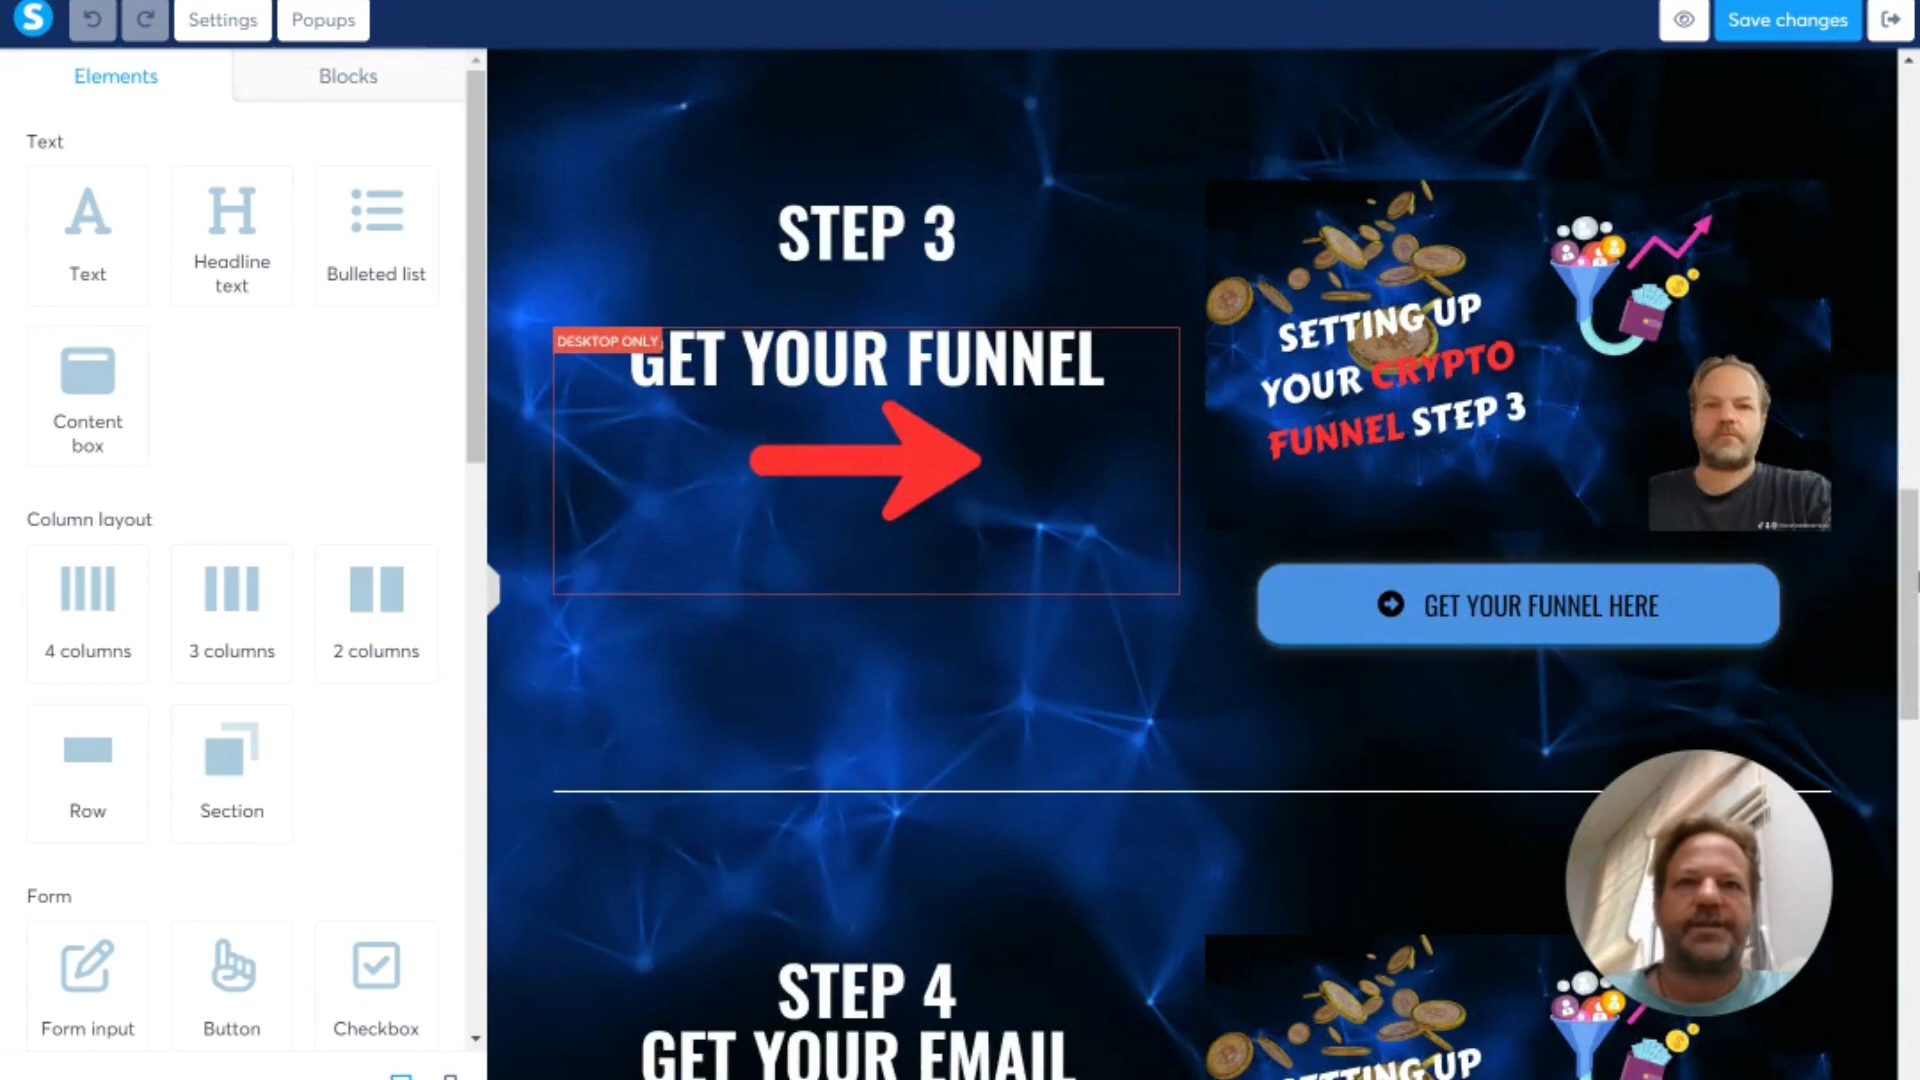 S
Settings
Popups
Save changes
Elements
Blocks
Text
Text
Headline
text
Bulleted list
Content
box
Column layout
4 columns
3 columns
2 columns
Row
Section
Form
Form input
Button
Checkbox
STEP 3
DESKTOP ONLY
GET YOUR FUNNEL
SETTING UP
YOUR CRYPTO
FUNNEL STEP 3
GET YOUR FUNNEL HERE
STEP 4
GET YOUR EMAIL
SETTING UP